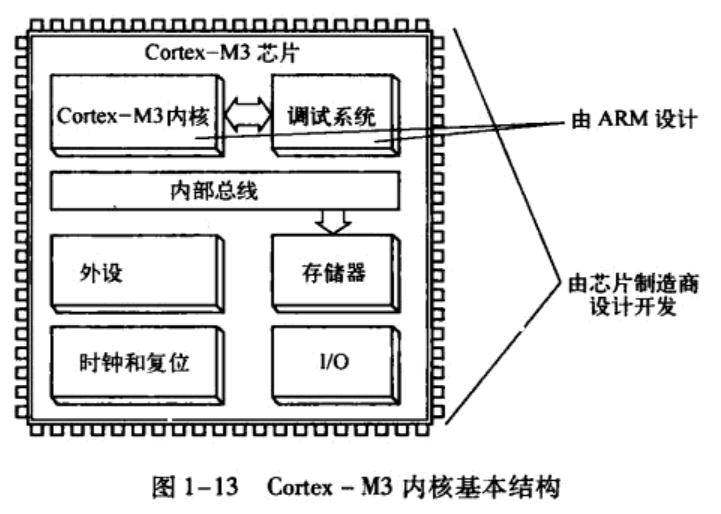 Cortex-M3 芯片
Cortex-M3内核
调试系统
由 ARM 设计
内部总线
外设
存储器
由芯片制造商
设计开发
时钟和复位
I/O
图 1-13 Cortex-M3 内核基本结构